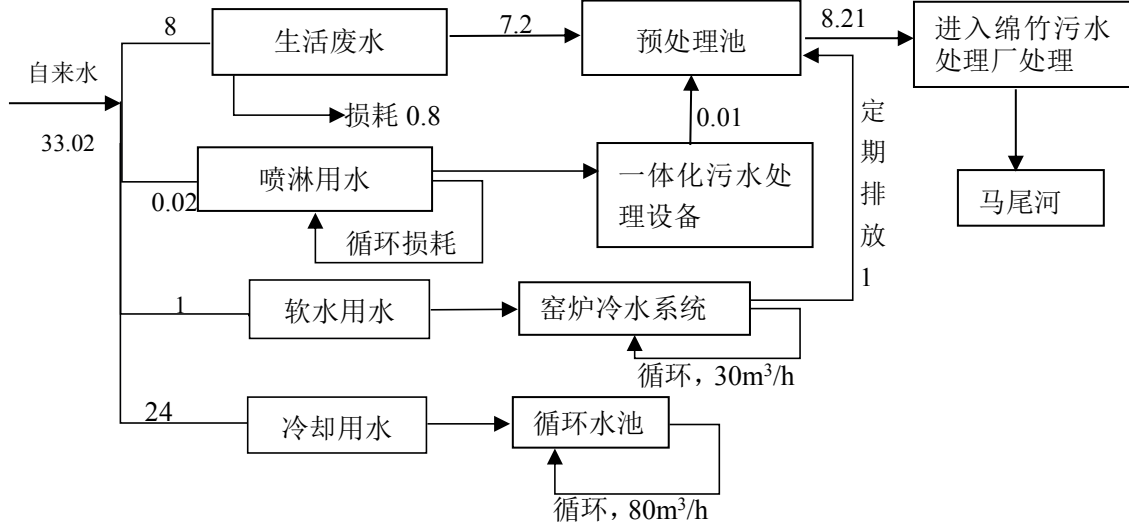 8
生活废水
7.2
预处理池
8.21
进入绵竹污水
处理厂处理
自来水
33.02
损耗 0.8
0.01
定
期
排
放
1
0.02
喷淋用水
一体化污水处
理设备
马尾河
循环损耗
1
软水用水
窑炉冷水系统
循环，30m³/h
24
冷却用水
循环水池
循环，80m³/h